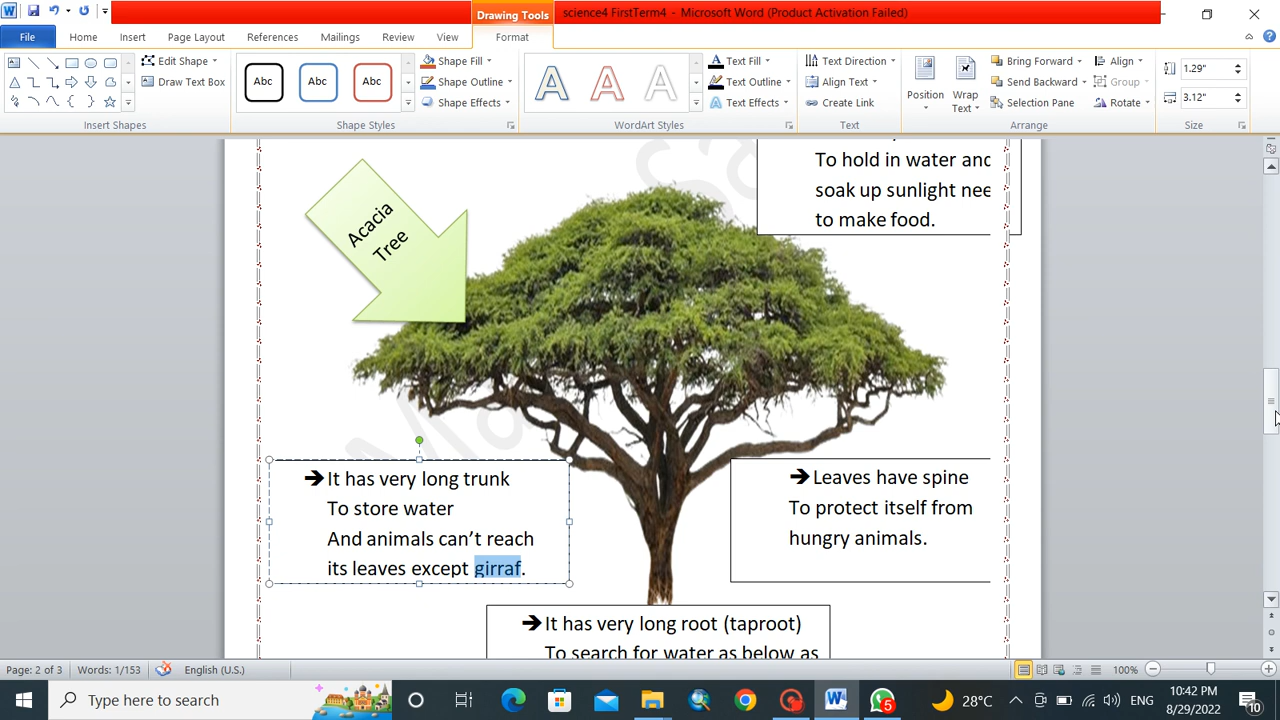 Drawing Tools
science4 FirstTerm4 - Microsoft Word (Product Activation Failed)
File Home Insert Page Layout References Mailings Review View Format
Edit Shape
Draw Text Box
Insert Shapes
Abc Abc Abc
Shape Fill
Shape Outline
Shape Effects
Shape Styles
A A A
Text Fill
Text Outline
Text Effects
WordArt Styles
Text Direction
Align Text
Create Link
Text
Position
Wrap
Text
Bring Forward
Send Backward
Selection Pane
Align
Group
Rotate
Arrange
1.29"
3.12"
Size
To hold in water and
soak up sunlight nee
to make food.
Acacia
Tree
➔ It has very long trunk
To store water
And animals can't reach
its leaves except girraf.
➔ Leaves have spine
To protect itself from
hungry animals.
➔ It has very long root (taproot)
To search for water as below as
Page: 2 of 3 Words: 1/153 English (U.S.) 100%
Type here to search
5
28°C
ENG
10:42 PM
8/29/2022
10